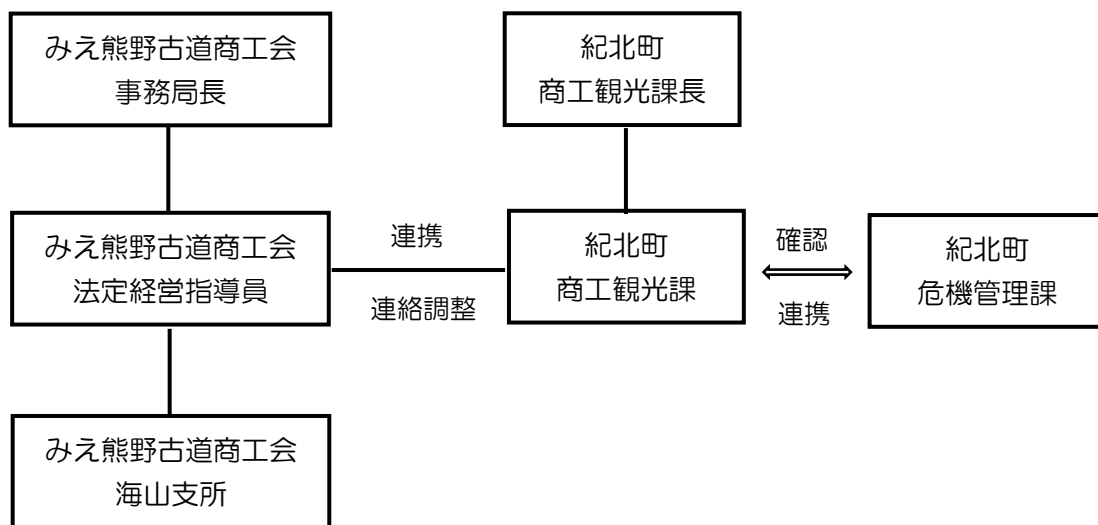 みえ熊野古道商工会
事務局長
紀北町
商工観光課長
みえ熊野古道商工会
法定経営指導員
連携
連絡調整
紀北町
商工観光課
確認
連携
紀北町
危機管理課
みえ熊野古道商工会
海山支所